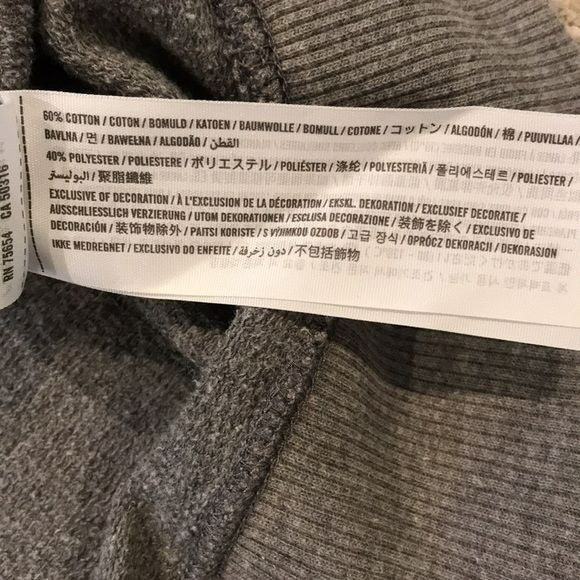 60% COTTON / COTON / BOMULD / KATOEN / BAUMWOLLE / BOMULL / COTONE / コットン / ALGODÓN / 棉 / PUUVILLAA /
BAVLNA / 면 / BAWEŁNA / ALGODÃO / القطن /
40% POLYESTER / POLIESTERE / ポリエステル / POLIÉSTER / 涤纶 / POLYESTERIÄ / 폴리에스테르 / POLIESTER /
البوليستر / 聚脂纖維
EXCLUSIVE OF DECORATION / À L'EXCLUSION DE LA DÉCORATION / EKSKL. DEKORATION / EXCLUSIEF DECORATIE /
AUSSCHLIESSLICH VERZIERUNG / UTOM DEKORATIONEN / ESCLUSA DECORAZIONE / 装飾を除く / EXCLUSIVO DE
DECORACIÓN / 装饰物除外 / PAITSI KORISTE / S VÝJIMKOU OZDOB / 고급 장식 / OPRÓCZ DEKORACJI / DEKORASJON
IKKE MEDREGNET / EXCLUSIVO DO ENFEITE / دون زخرفة / 不包括飾物
RN 75654 CA 50316